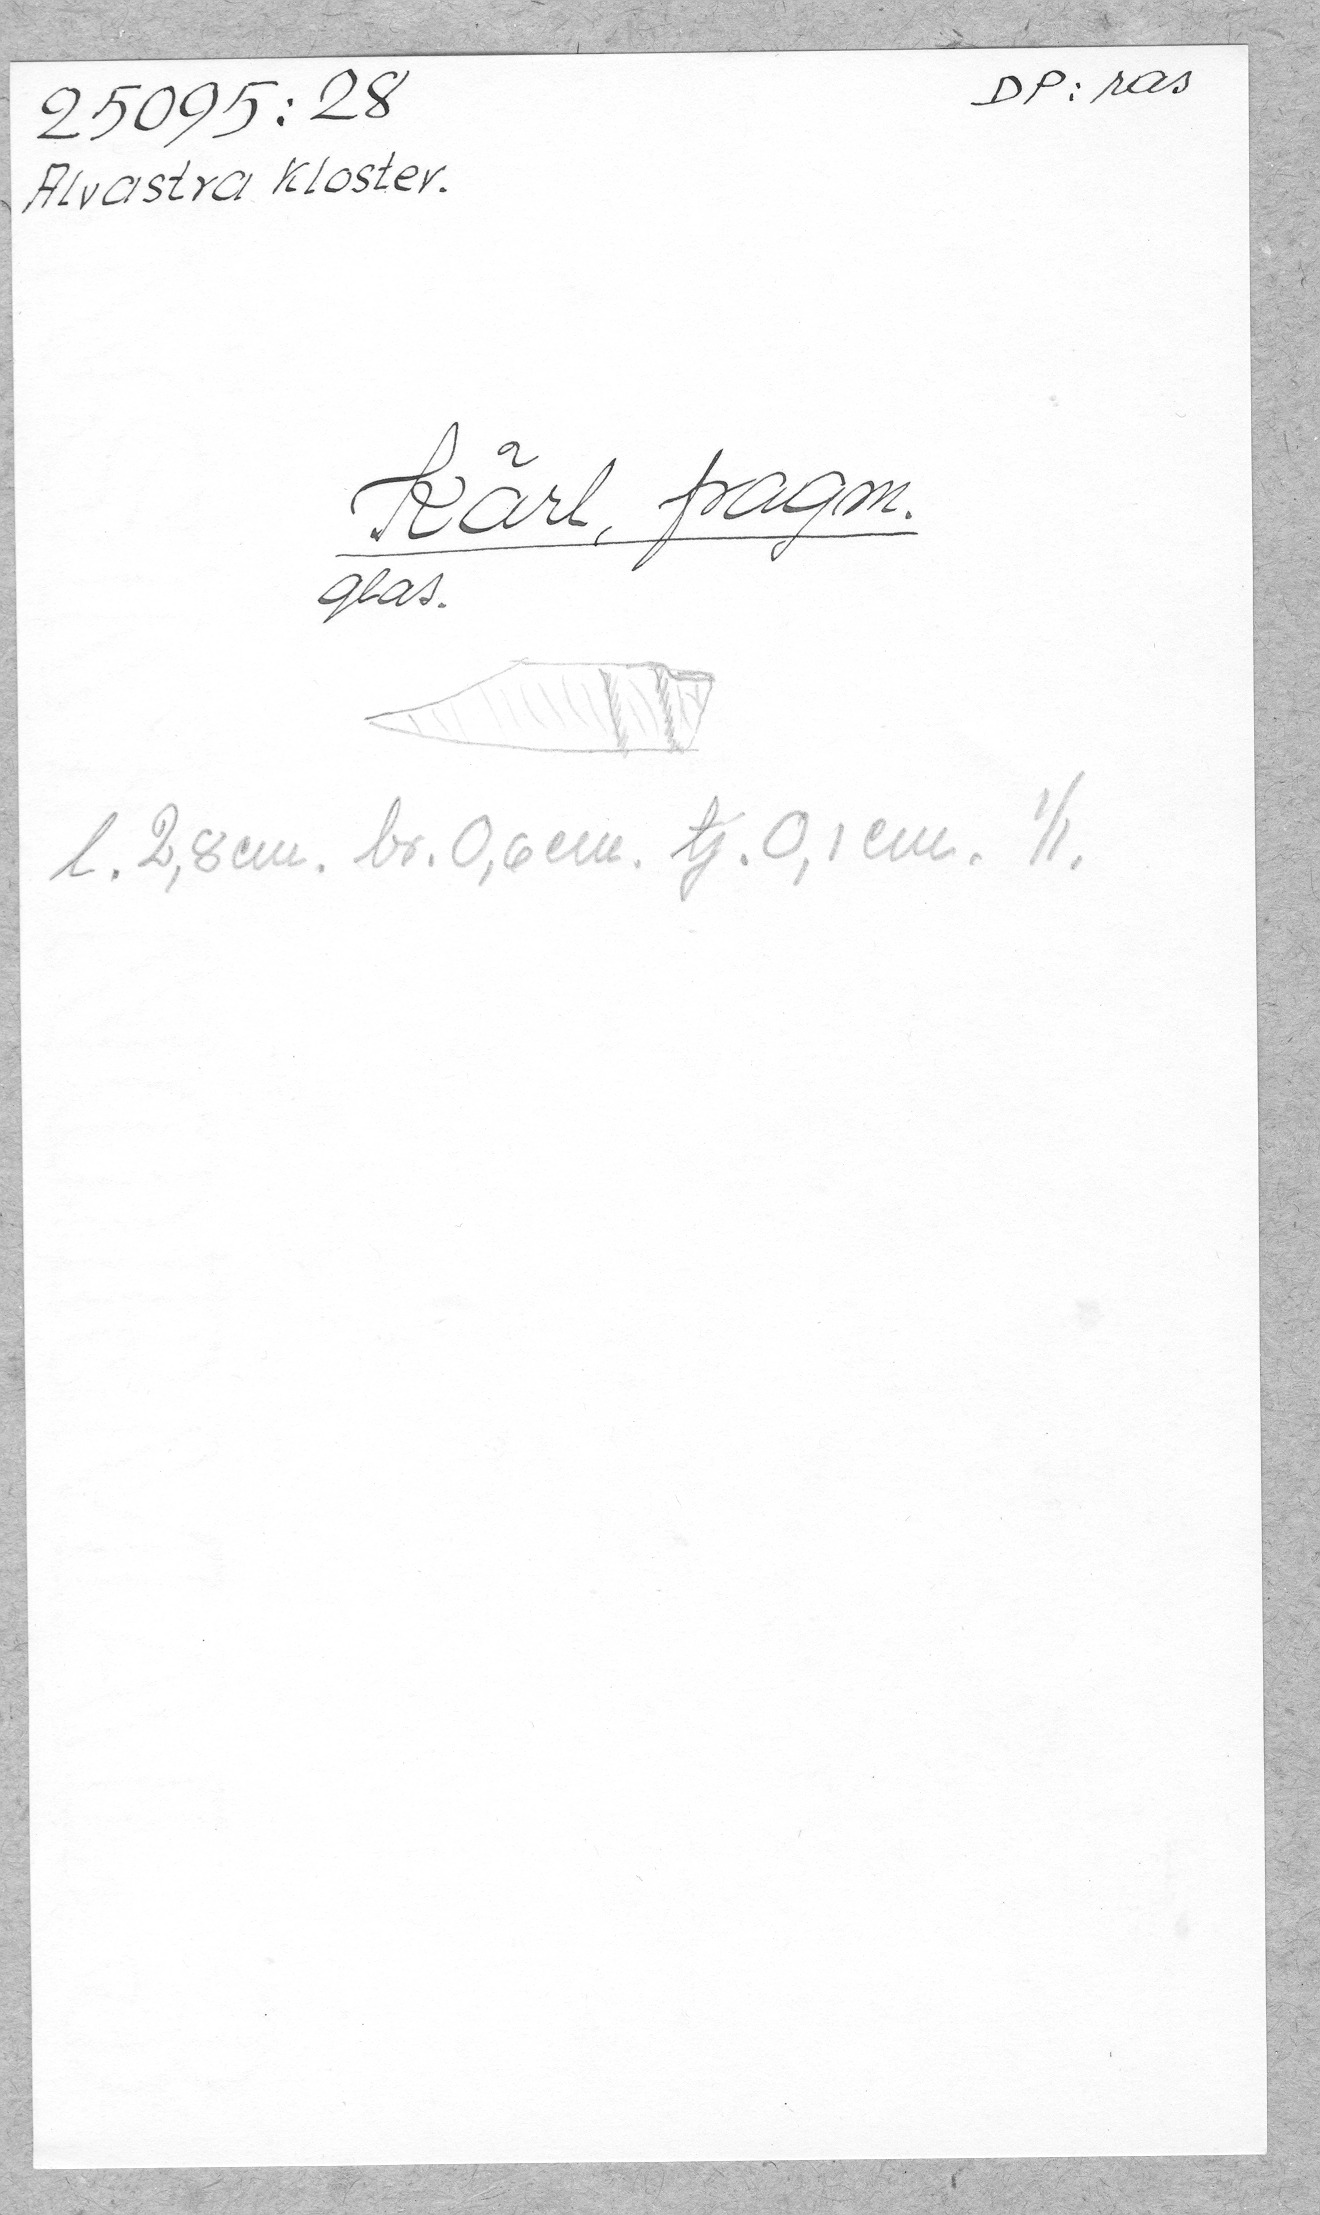 25095:28
DP: ras
Alvastra Kloster.
Kärl, fragm.
glas.
l. 2,8 cm. br. 0,6 cm. tj. 0,1 cm. 1/1.